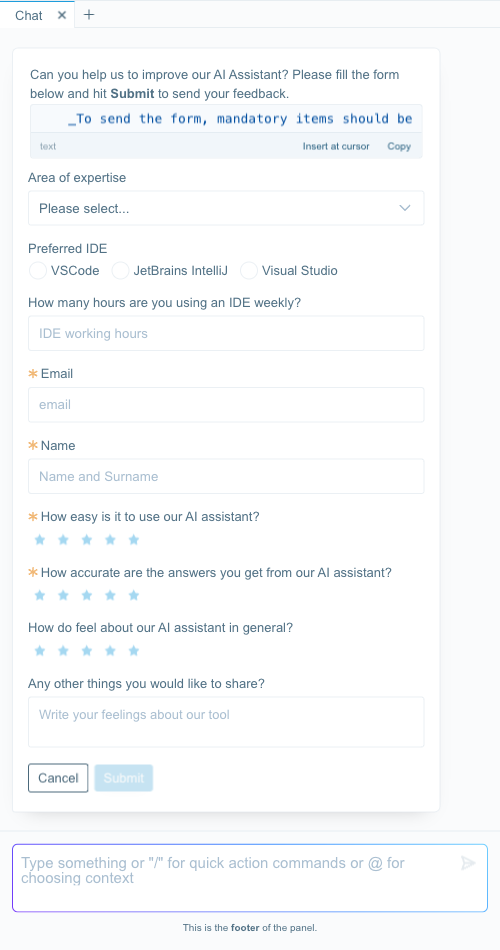 Chat
Can you help us to improve our AI Assistant? Please fill the form
below and hit Submit to send your feedback.
_To send the form, mandatory items should be
text Insert at cursor Copy
Area of expertise
Please select...
Preferred IDE
VSCode JetBrains IntelliJ Visual Studio
How many hours are you using an IDE weekly?
IDE working hours
* Email
email
* Name
Name and Surname
* How easy is it to use our AI assistant?
* How accurate are the answers you get from our AI assistant?
How do feel about our AI assistant in general?
Any other things you would like to share?
Write your feelings about our tool
Cancel Submit
Type something or "/" for quick action commands or @ for
choosing context
This is the footer of the panel.